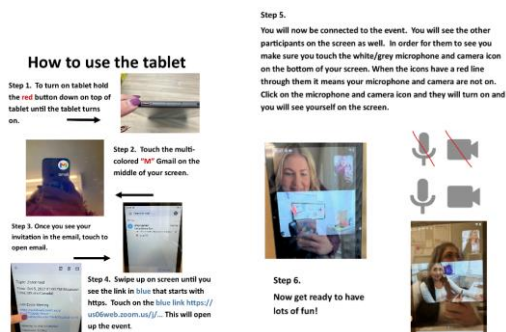 How to use the tablet
Step 1. To turn on tablet hold
the red button down on top of
tablet until the tablet turns
on.
Step 2. Touch the multi-
colored "M" Gmail on the
middle of your screen.
Step 3. Once you see your
invitation in the email, touch to
open email.
Step 4. Swipe up on screen until you
see the link in blue that starts with
https. Touch on the blue link https://
us06web.zoom.us/j/... This will open
up the event
Step 5.
You will now be connected to the event. You will see the other
participants on the screen as well. In order for them to see you
make sure you touch the white/grey microphone and camera icon
on the bottom of your screen. When the icons have a red line
through them it means your microphone and camera are not on.
Click on the microphone and camera icon and they will turn on and
you will see yourself on the screen.
Step 6.
Now get ready to have
lots of fun!